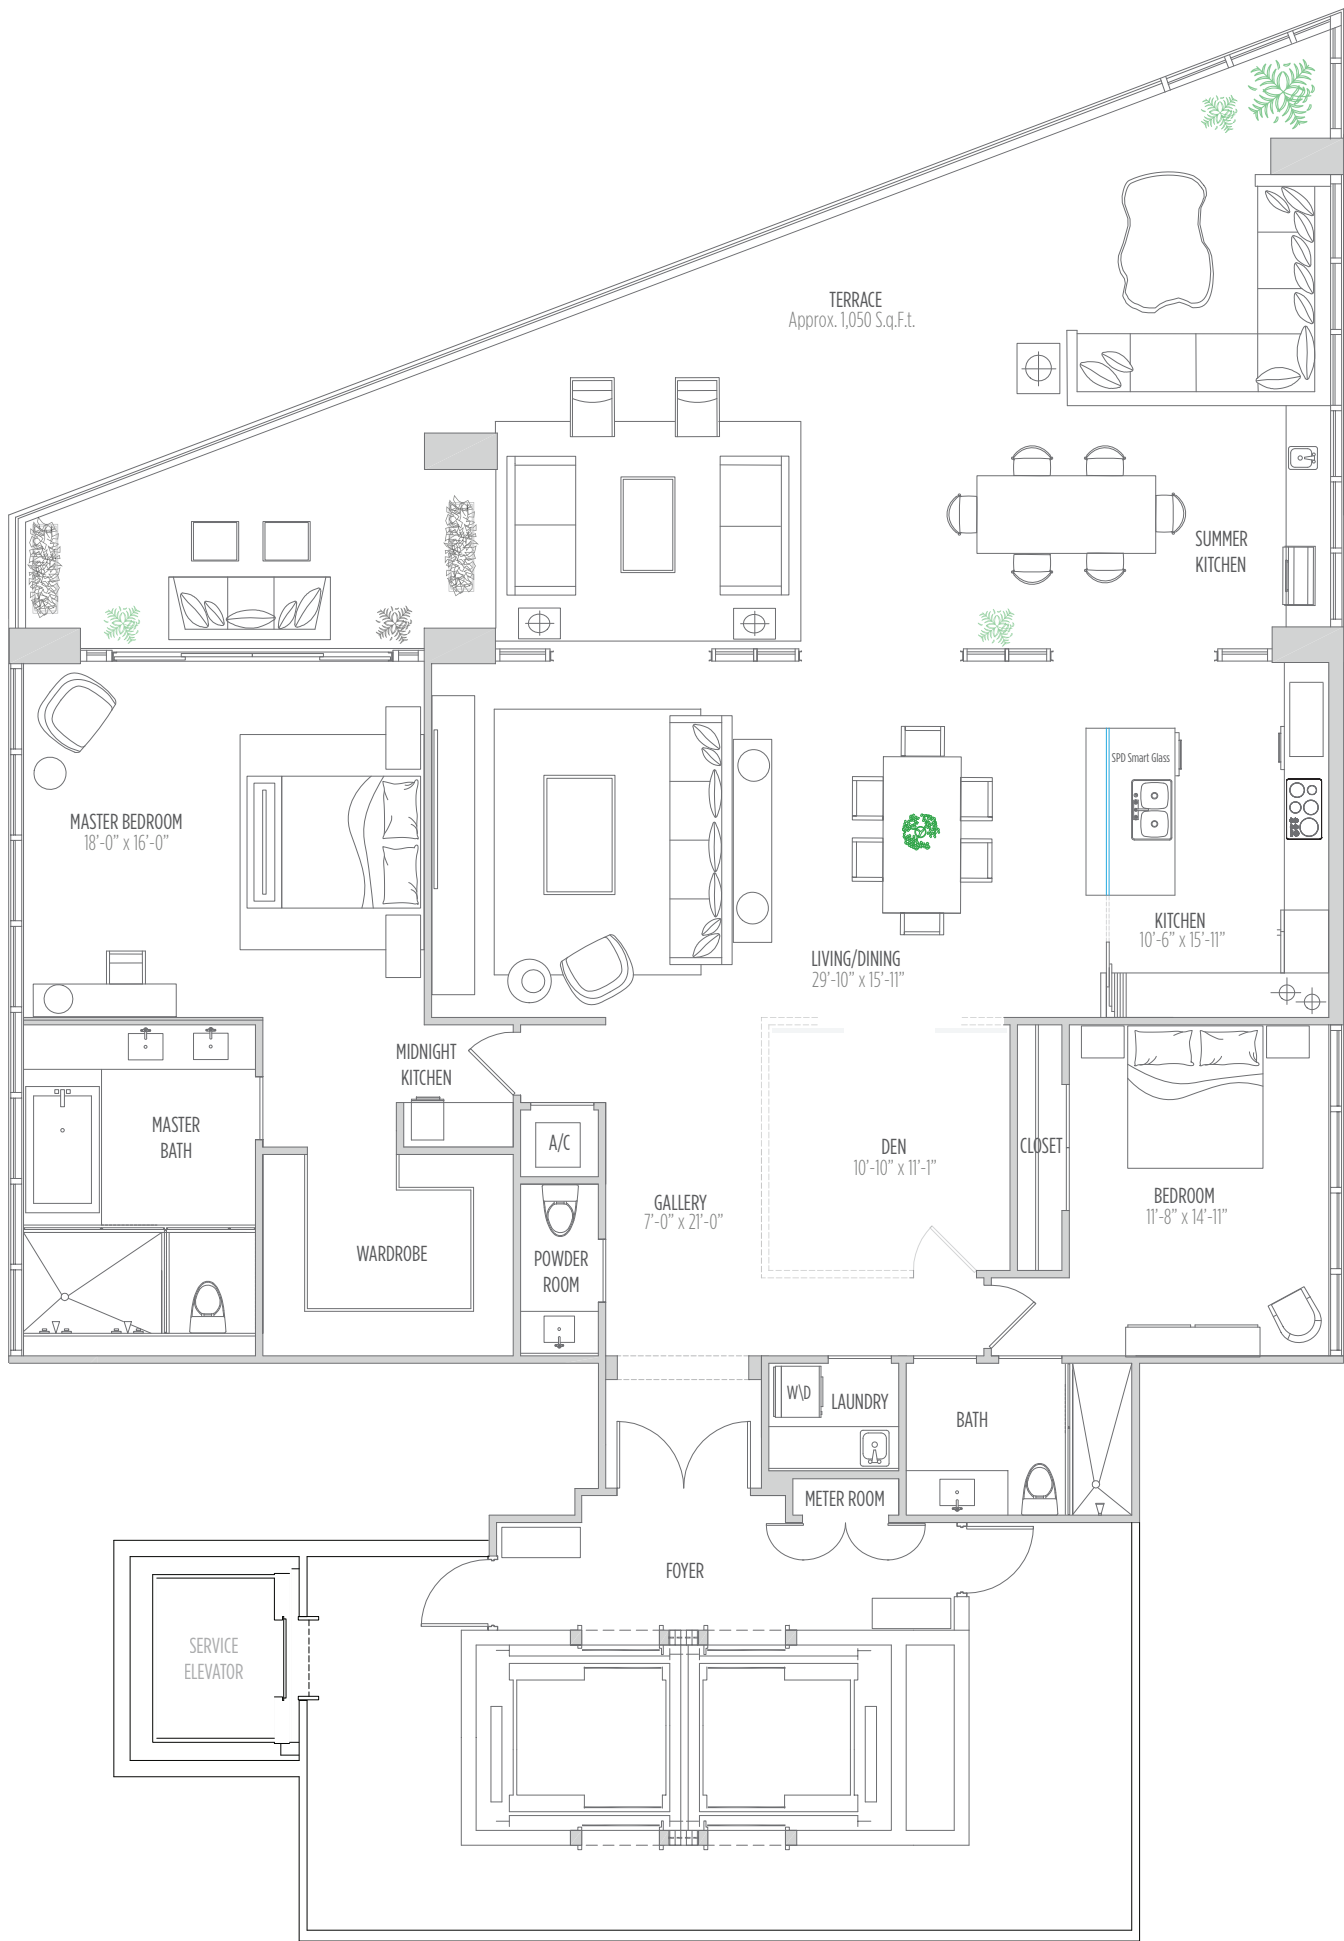 TERRACE
Approx. 1,050 S.q.F.t.
SUMMER
KITCHEN
SPD Smart Glass
MASTER BEDROOM
18'-0" x 16'-0"
KITCHEN
10'-6" x 15'-11"
LIVING/DINING
29'-10" x 15'-11"
MIDNIGHT
KITCHEN
MASTER
BATH
A/C
DEN
10'-10" x 11'-1"
CLOSET
BEDROOM
11'-8" x 14'-11"
GALLERY
7'-0" x 21'-0"
WARDROBE
POWDER
ROOM
W\D
LAUNDRY
BATH
METER ROOM
FOYER
SERVICE
ELEVATOR